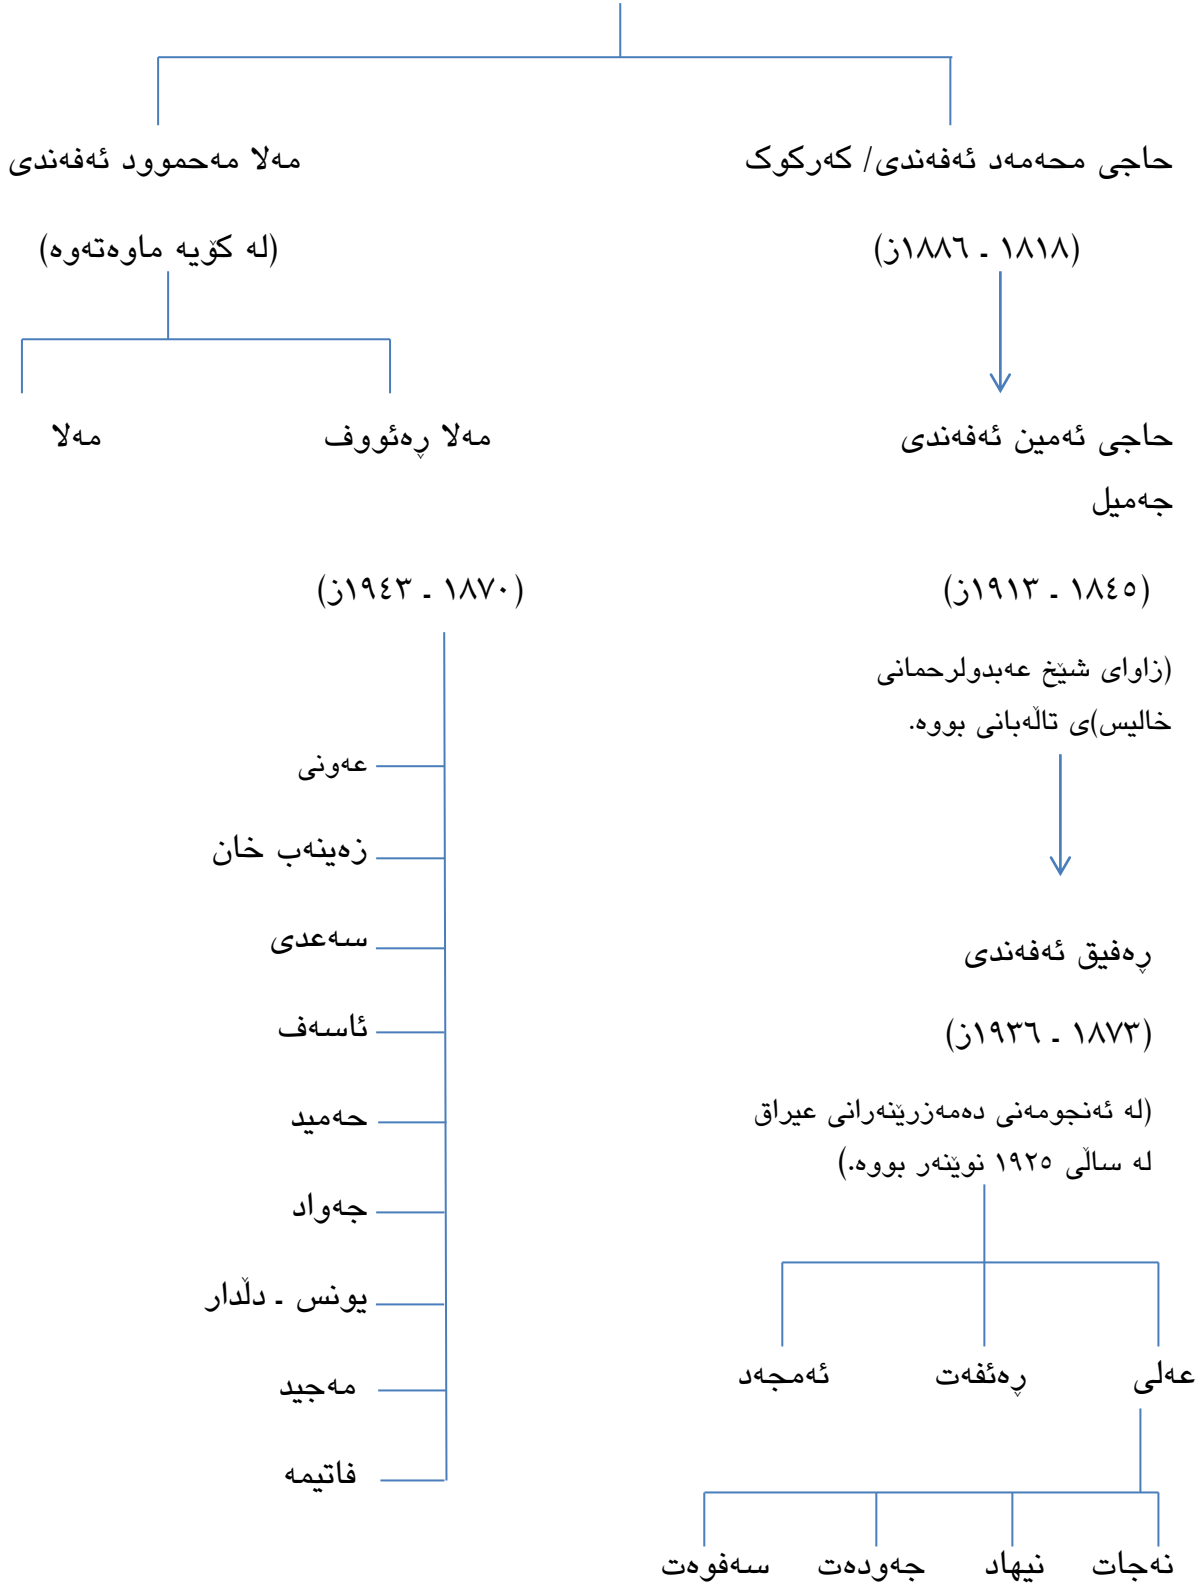 حاجی محەمەد ئەفەندی/ کەرکوک
مەلا مەحموود ئەفەندی
(١٨١٨ ـ ١٨٨٦ز)
(لە کۆیە ماوەتەوە)
حاجی ئەمین ئەفەندی
مەلا ڕەئووف
مەلا
جەمیل
(١٨٤٥ ـ ١٩١٣ز)
(١٨٧٠ ـ ١٩٤٣ز)
(زاوای شێخ عەبدولرحمانی
خالیس)ی تاڵەبانی بووە.
عەونی
زەینەب خان
سەعدی
ئاسەف
حەمید
جەواد
یونس ـ دڵدار
مەجید
فاتیمە
ڕەفیق ئەفەندی
(١٨٧٣ ـ ١٩٣٦ز)
(لە ئەنجومەنی دەمەزرێنەرانی عیراق
لە ساڵی ١٩٢٥ نوێنەر بووە.)
عەلی
ڕەئفەت
ئەمجەد
نەجات
نیهاد
جەودەت
سەفوەت